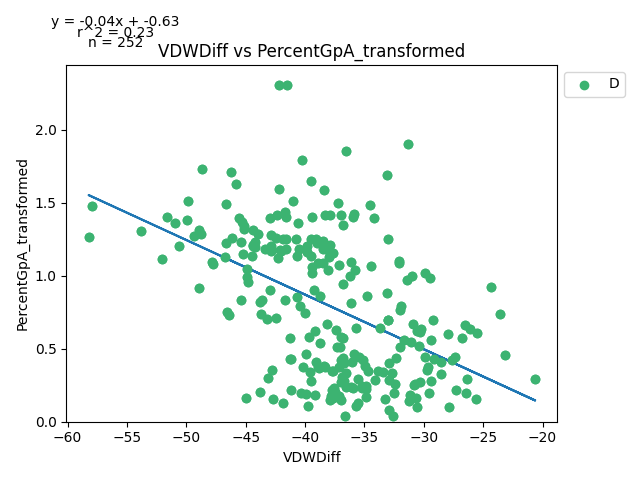 y = -0.04x + -0.63
r^2 = 0.23
n = 252
VDWDiff vs PercentGpA_transformed
D
PercentGpA_transformed
2.0
1.5
1.0
0.5
0.0
−60 −55 −50 −45 −40 −35 −30 −25 −20
VDWDiff